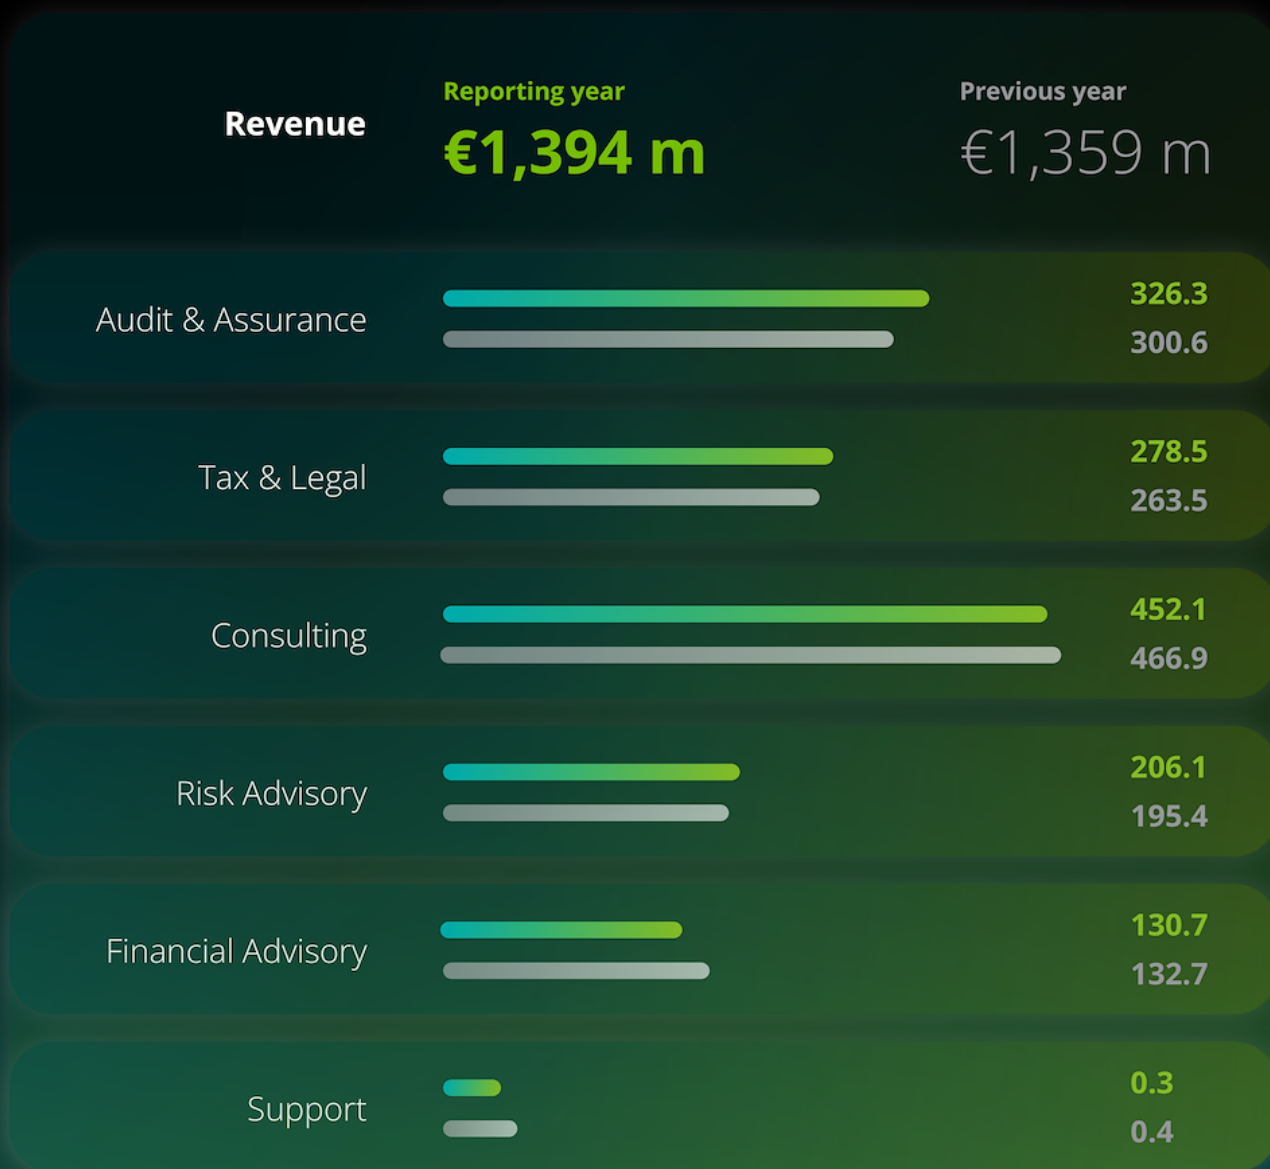 Revenue
Reporting year
€1,394 m
Previous year
€1,359 m
Audit & Assurance
326.3
300.6
Tax & Legal
278.5
263.5
Consulting
452.1
466.9
Risk Advisory
206.1
195.4
Financial Advisory
130.7
132.7
Support
0.3
0.4